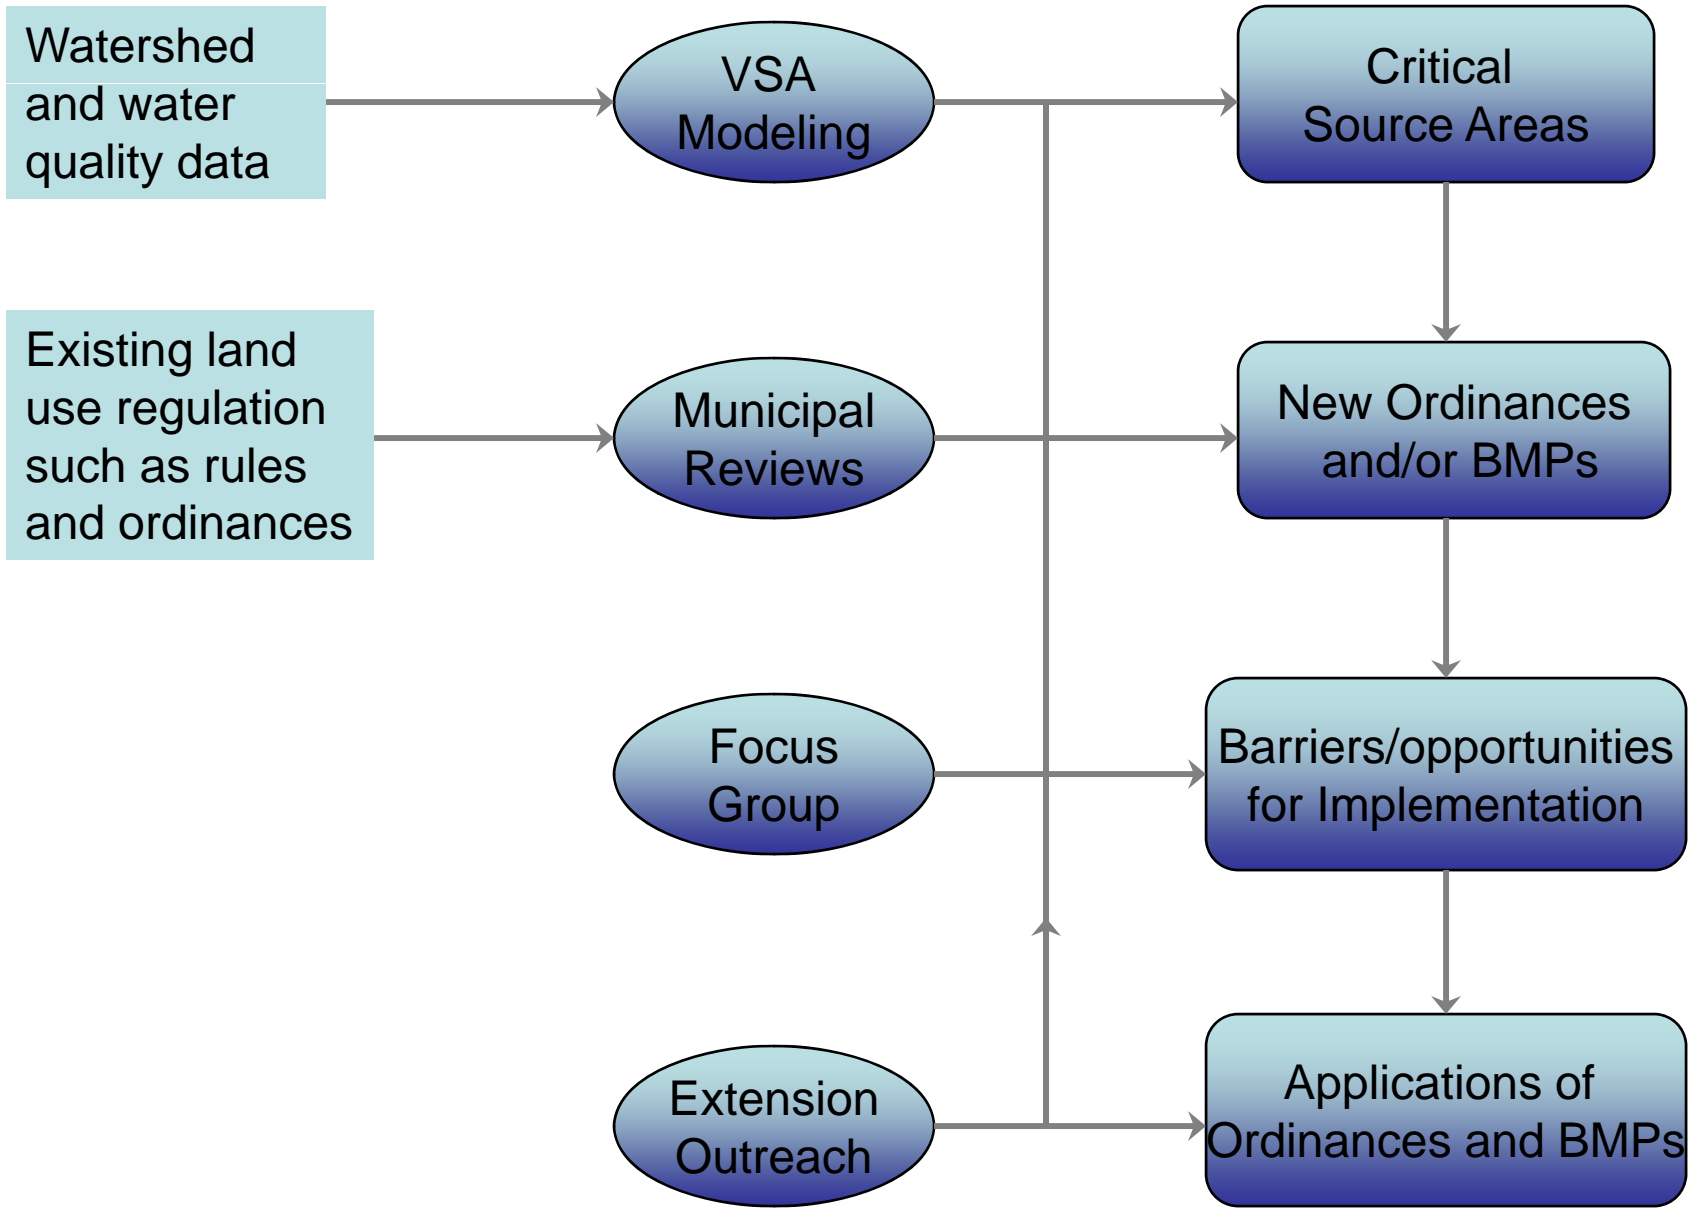 Watershed
and water
quality data
VSA
Modeling
Critical
Source Areas
Existing land
use regulation
such as rules
and ordinances
Municipal
Reviews
New Ordinances
and/or BMPs
Focus
Group
Barriers/opportunities
for Implementation
Extension
Outreach
Applications of
Ordinances and BMPs